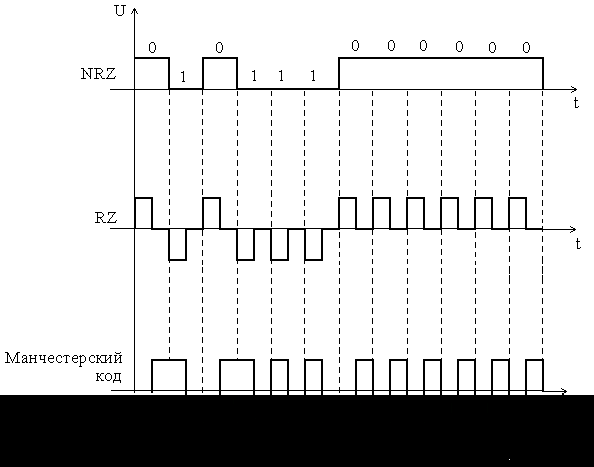 U
0 1 0 1 1 1 0 0 0 0 0 0
NRZ
t
RZ
t
Манчестерский
код